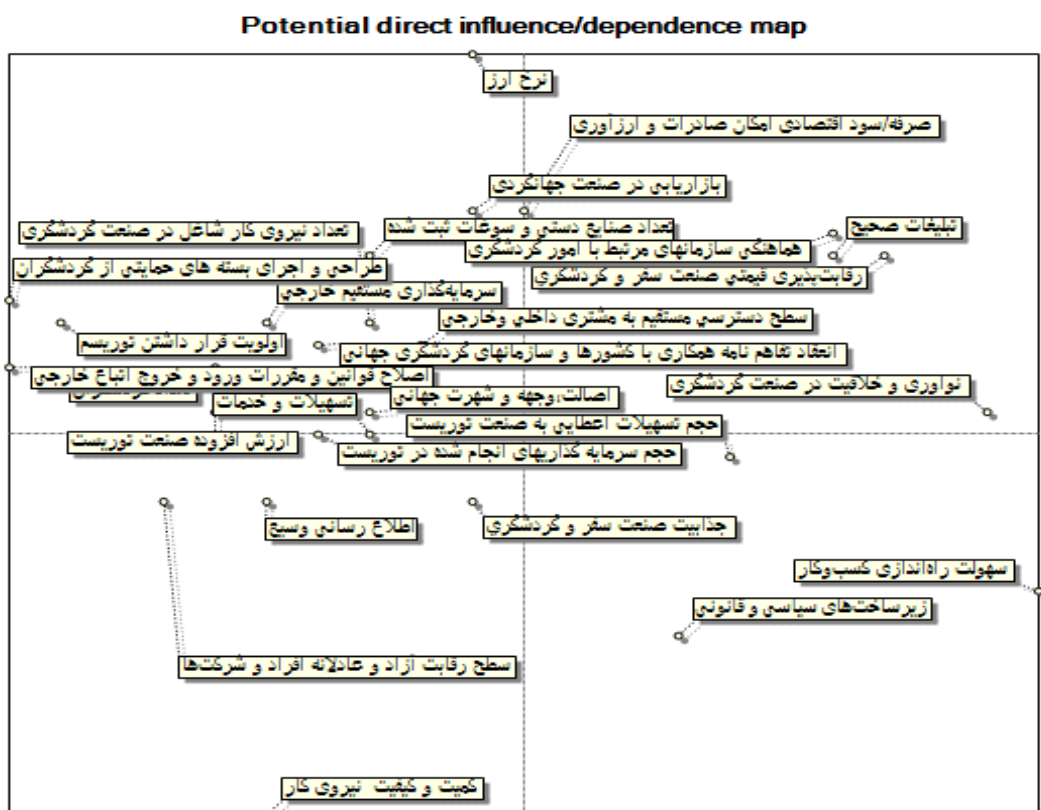 Potential direct influence/dependence map
نرخ ارز
صرفه/سود اقتصادی امکان صادرات و ارزآوری
بازاریابی در صنعت جهانگردی
تعداد صنایع دستی و سوغات ثبت شده
تبلیغات صحیح
تعداد نیروی کار شاغل در صنعت گردشگری
هماهنگی سازمانهای مرتبط با امور گردشگری
طراحی و اجرای بسته های حمایتی از گردشگران
رقابت‌پذیری قیمتی صنعت سفر و گردشگری
سرمایه‌گذاری مستقیم خارجی
سطح دسترسی مستقیم به مشتری داخلی وخارجی
اولویت قرار داشتن توریسم
انعقاد تفاهم نامه همکاری با کشورها و سازمانهای گردشگری جهانی
اصلاح قوانین و مقررات ورود و خروج اتباع خارجی
نوآوری و خلاقیت در صنعت گردشگری
اصالت،وجهه و شهرت جهانی
تسهیلات و خدمات
حجم تسهیلات اعطایی به صنعت توریست
ارزش افزوده صنعت توریست
حجم سرمایه گذاریهای انجام شده در توریست
اطلاع رسانی وسیع
جذابیت صنعت سفر و گردشگری
سهولت راه‌اندازی کسب‌وکار
زیرساخت‌های سیاسی و قانونی
سطح رقابت آزاد و عادلانه افراد و شرکت‌ها
کمیت و کیفیت نیروی کار